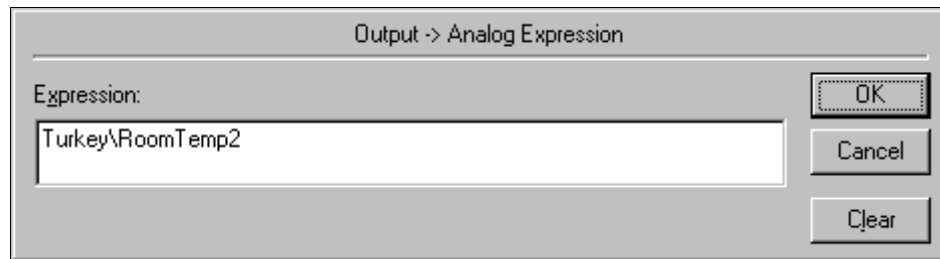 Output -> Analog Expression
Expression:
Turkey\RoomTemp2
OK
Cancel
Clear